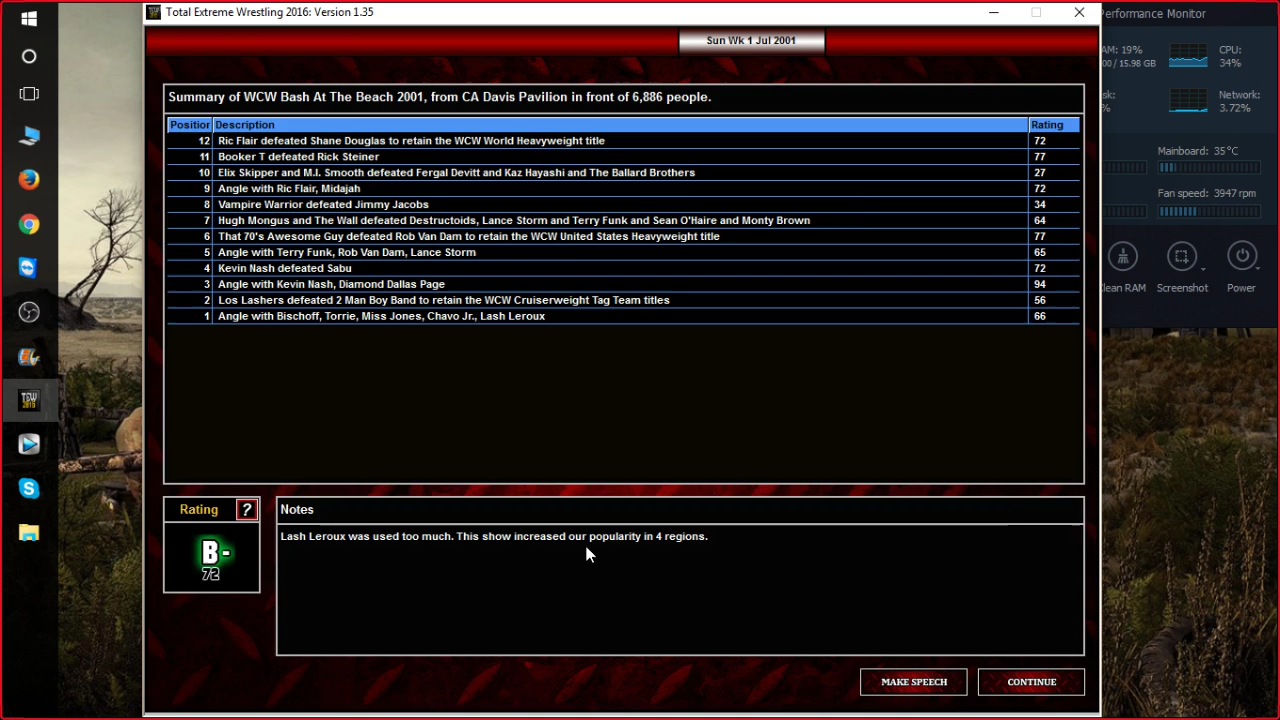 Total Extreme Wrestling 2016: Version 1.35
Performance Monitor
Sun Wk 1 Jul 2001
AM: 19%
00 / 15.98 GB
CPU:
34%
Summary of WCW Bash At The Beach 2001, from CA Davis Pavilion in front of 6,886 people.
sk:
%
Network:
3.72%
Position Description Rating
12 Ric Flair defeated Shane Douglas to retain the WCW World Heavyweight title 72
11 Booker T defeated Rick Steiner 77
10 Elix Skipper and M.I. Smooth defeated Fergal Devitt and Kaz Hayashi and The Ballard Brothers 27
9 Angle with Ric Flair, Midajah 72
8 Vampire Warrior defeated Jimmy Jacobs 34
7 Hugh Mongus and The Wall defeated Destructoids, Lance Storm and Terry Funk and Sean O'Haire and Monty Brown 64
6 That 70's Awesome Guy defeated Rob Van Dam to retain the WCW United States Heavyweight title 77
5 Angle with Terry Funk, Rob Van Dam, Lance Storm 65
4 Kevin Nash defeated Sabu 72
3 Angle with Kevin Nash, Diamond Dallas Page 94
2 Los Lashers defeated 2 Man Boy Band to retain the WCW Cruiserweight Tag Team titles 56
1 Angle with Bischoff, Torrie, Miss Jones, Chavo Jr., Lash Leroux 66
Mainboard: 35°C
Fan speed: 3947 rpm
Clean RAM Screenshot Power
TEW
2016
S
Rating ?
B-
72
Notes
Lash Leroux was used too much. This show increased our popularity in 4 regions.
MAKE SPEECH CONTINUE